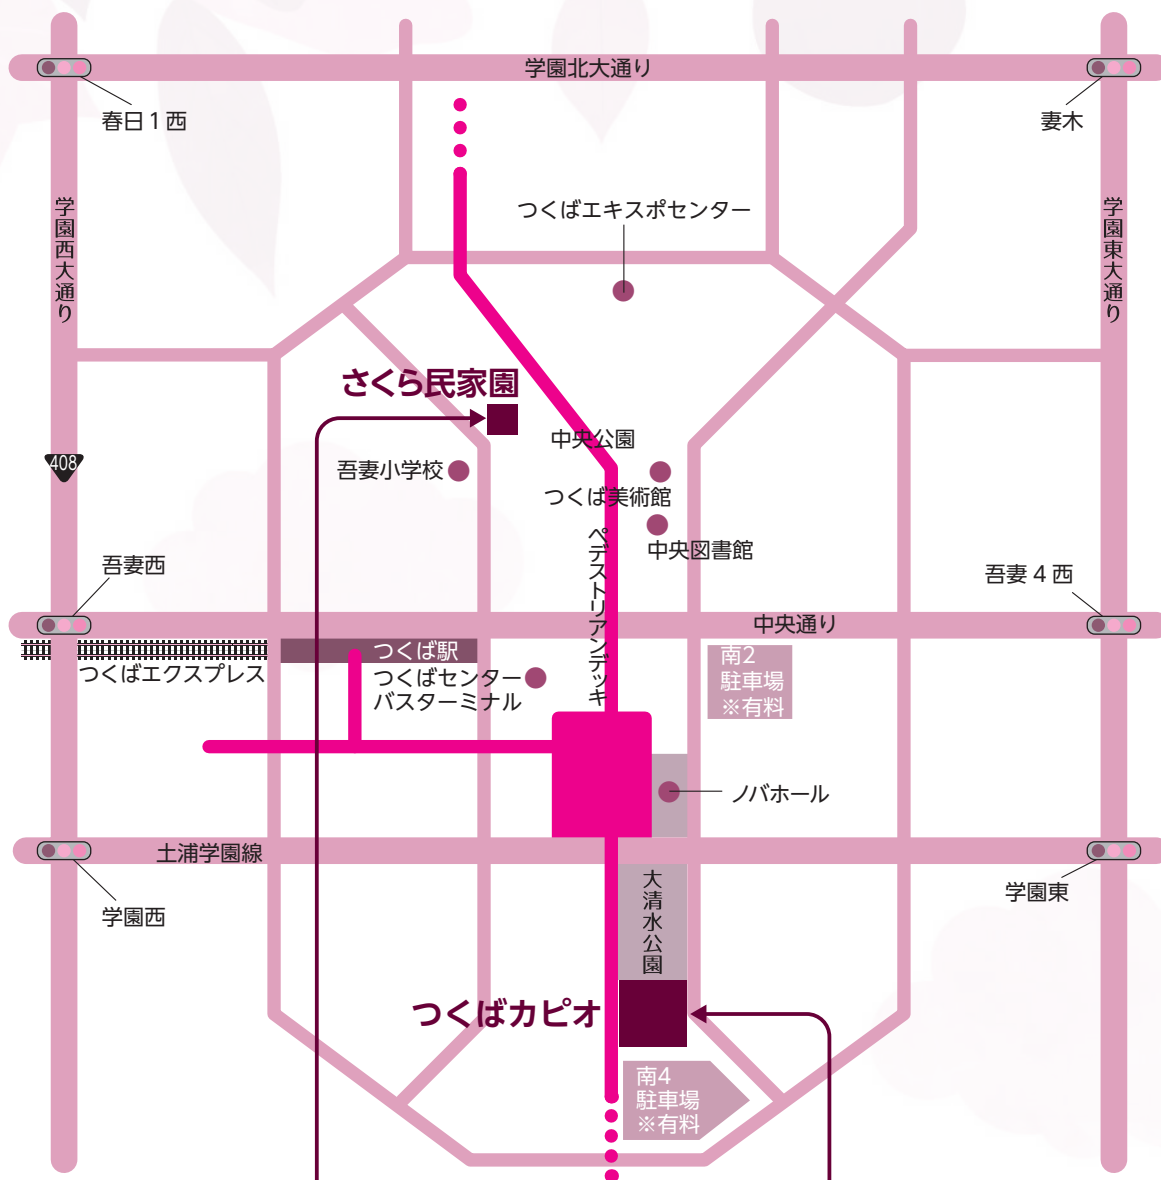 学園北大通り
春日1西
妻木
学園西大通り
つくばエキスポセンター
学園東大通り
さくら民家園
中央公園
408
吾妻小学校
つくば美術館
ペデストリアンデッキ
中央図書館
吾妻西
吾妻4西
中央通り
つくば駅
つくばエクスプレス
つくばセンター
バスターミナル
南2
駐車場
※有料
ノバホール
土浦学園線
学園西
大清水公園
学園東
つくばカピオ
南4
駐車場
※有料